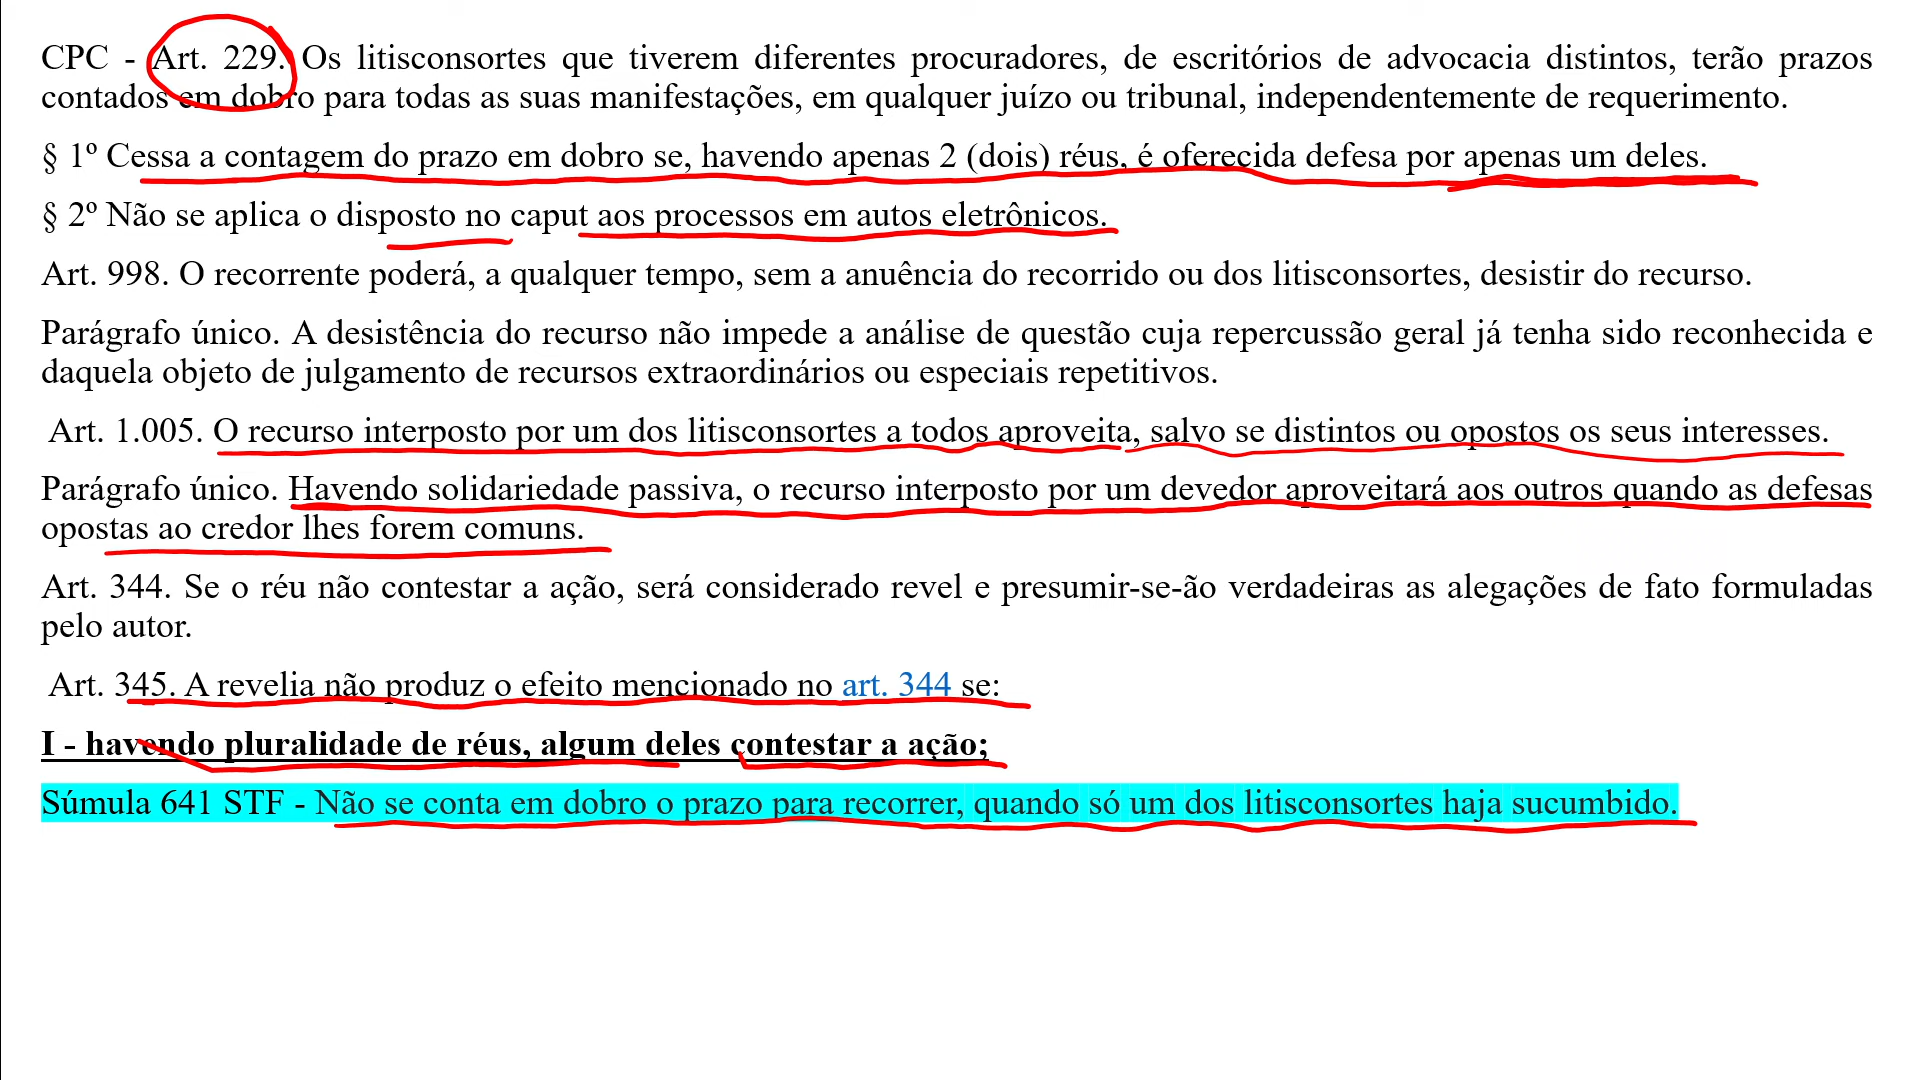 CPC - Art. 229. Os litisconsortes que tiverem diferentes procuradores, de escritórios de advocacia distintos, terão prazos
contados em dobro para todas as suas manifestações, em qualquer juízo ou tribunal, independentemente de requerimento.
§ 1º Cessa a contagem do prazo em dobro se, havendo apenas 2 (dois) réus, é oferecida defesa por apenas um deles.
§ 2º Não se aplica o disposto no caput aos processos em autos eletrônicos.
Art. 998. O recorrente poderá, a qualquer tempo, sem a anuência do recorrido ou dos litisconsortes, desistir do recurso.
Parágrafo único. A desistência do recurso não impede a análise de questão cuja repercussão geral já tenha sido reconhecida e
daquela objeto de julgamento de recursos extraordinários ou especiais repetitivos.
Art. 1.005. O recurso interposto por um dos litisconsortes a todos aproveita, salvo se distintos ou opostos os seus interesses.
Parágrafo único. Havendo solidariedade passiva, o recurso interposto por um devedor aproveitará aos outros quando as defesas
opostas ao credor lhes forem comuns.
Art. 344. Se o réu não contestar a ação, será considerado revel e presumir-se-ão verdadeiras as alegações de fato formuladas
pelo autor.
Art. 345. A revelia não produz o efeito mencionado no art. 344 se:
I - havendo pluralidade de réus, algum deles contestar a ação;
Súmula 641 STF - Não se conta em dobro o prazo para recorrer, quando só um dos litisconsortes haja sucumbido.